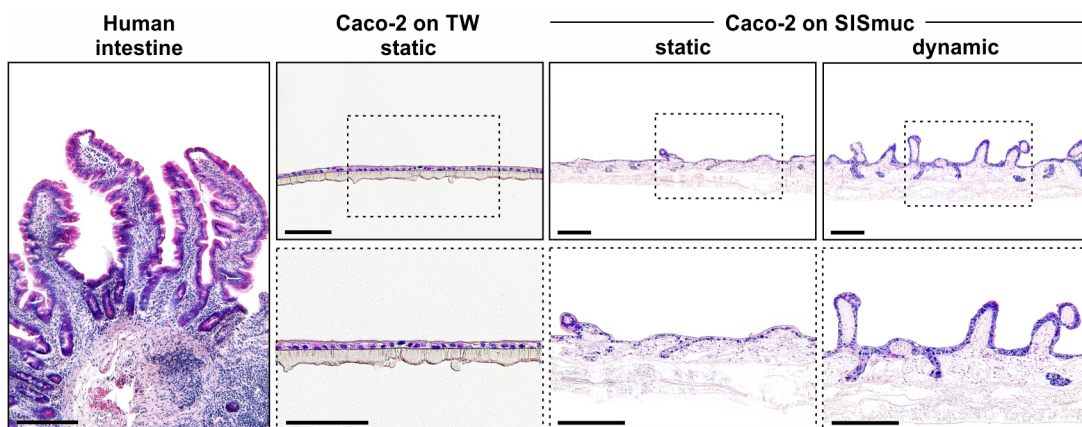 Human
intestine
Caco-2 on TW
static
Caco-2 on SISmuc
static
dynamic